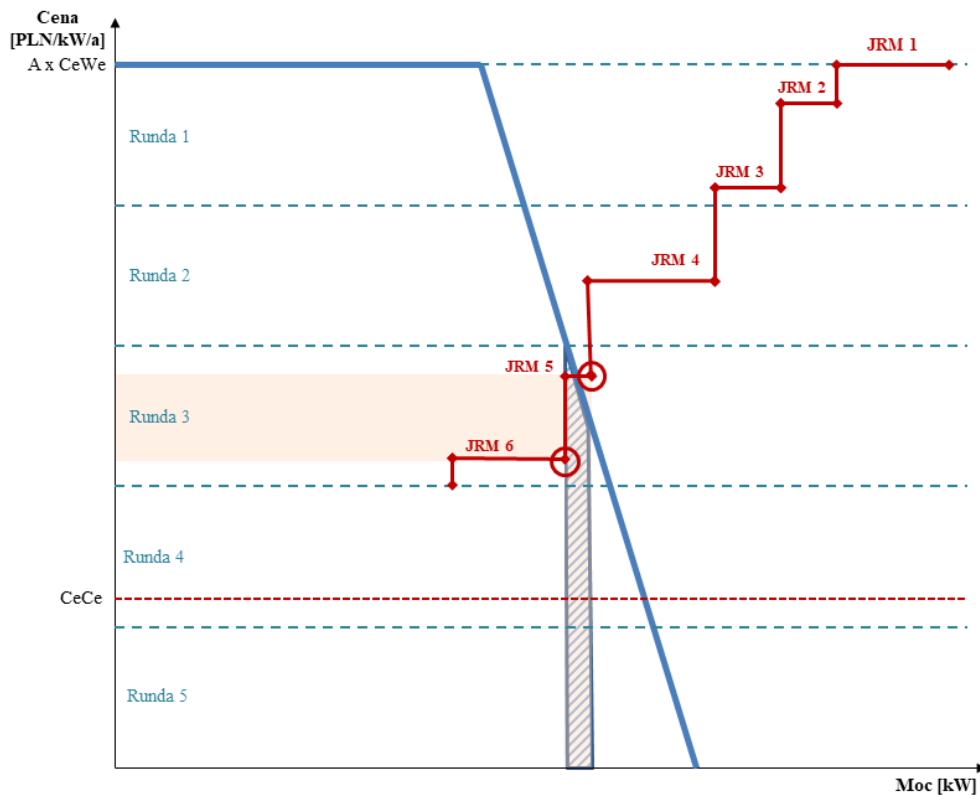 Cena
[PLN/kW/a]
A x CeWe
JRM 1
JRM 2
Runda 1
JRM 3
JRM 4
Runda 2
JRM 5
Runda 3
JRM 6
Runda 4
CeCe
Runda 5
Moc [kW]